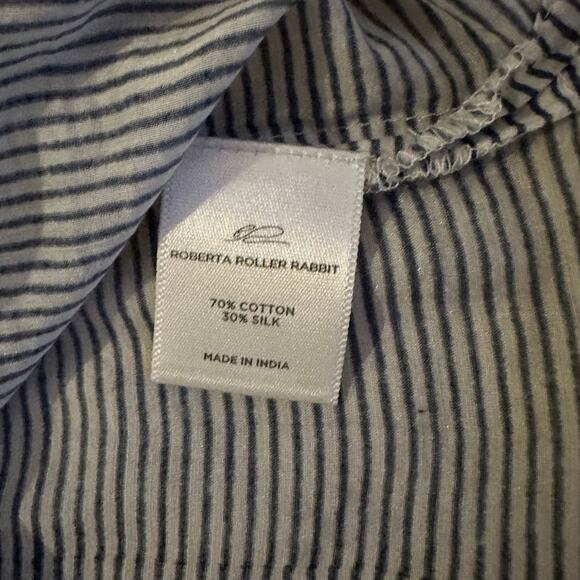 ROBERTA ROLLER RABBIT
70% COTTON
30% SILK
MADE IN INDIA